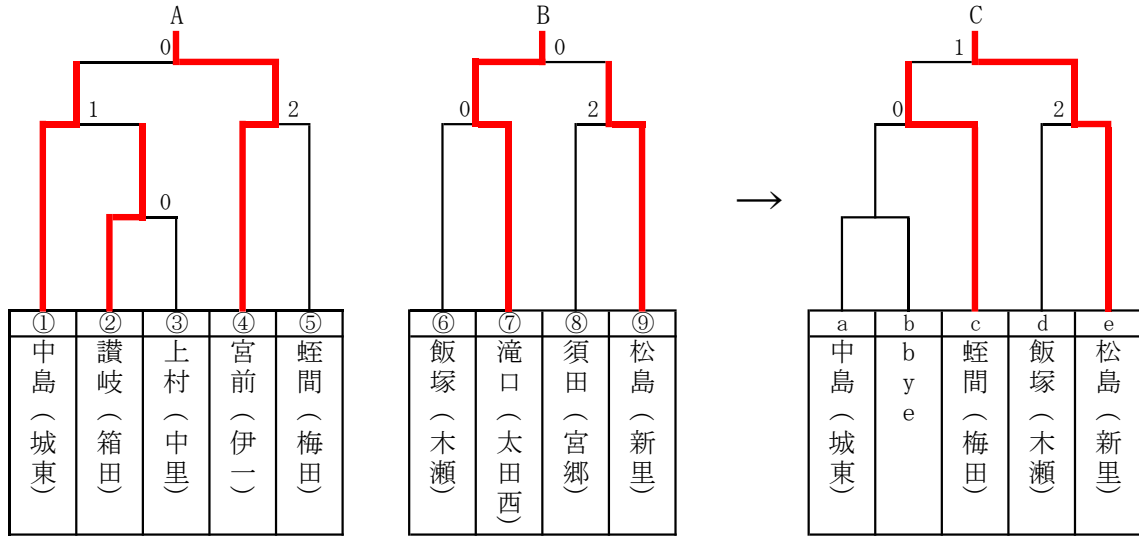 A
B
C
0
0
1
1
2
0
2
0
2
0
→
①
②
③
④
⑤
⑥
⑦
⑧
⑨
a
b
c
d
e
中島（城東）
讃岐（箱田）
上村（中里）
宮前（伊一）
蛭間（梅田）
飯塚（木瀬）
滝口（太田西）
須田（宮郷）
松島（新里）
中島（城東）
bye
蛭間（梅田）
飯塚（木瀬）
松島（新里）